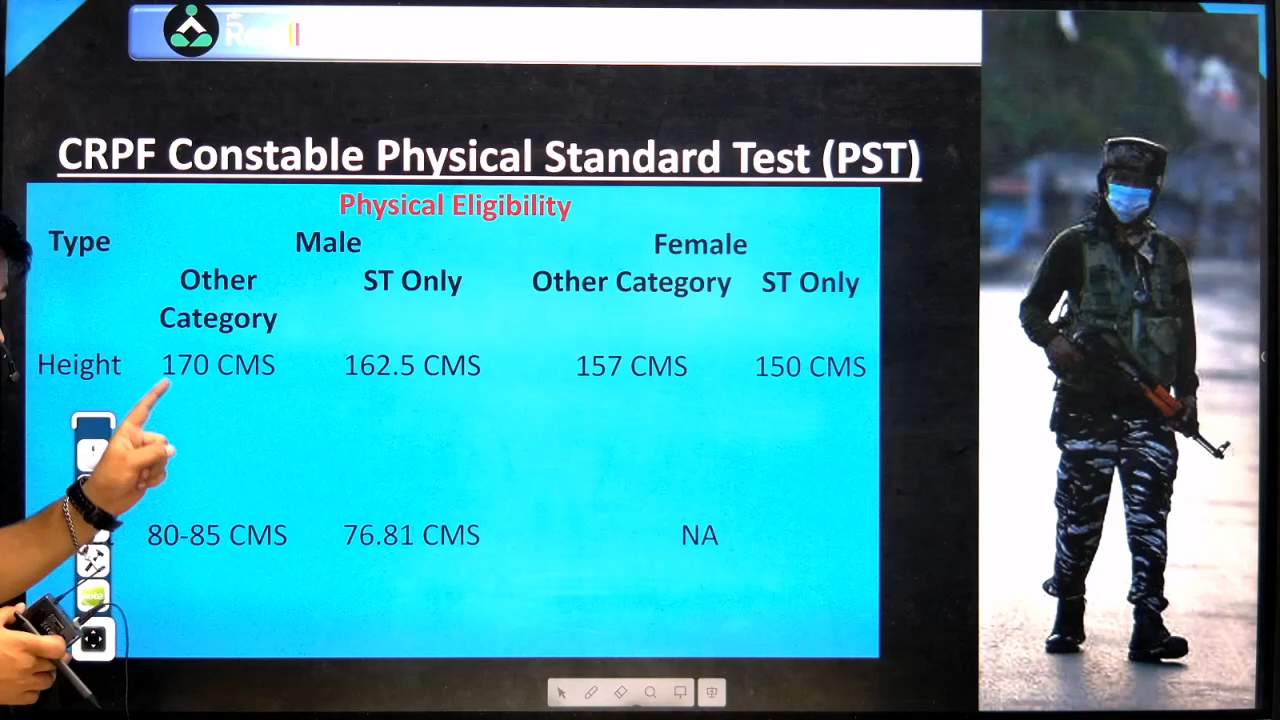 CRPF Constable Physical Standard Test (PST)
Physical Eligibility
Type Male Female
Other Category ST Only Other Category ST Only
Height 170 CMS 162.5 CMS 157 CMS 150 CMS
80-85 CMS 76.81 CMS NA